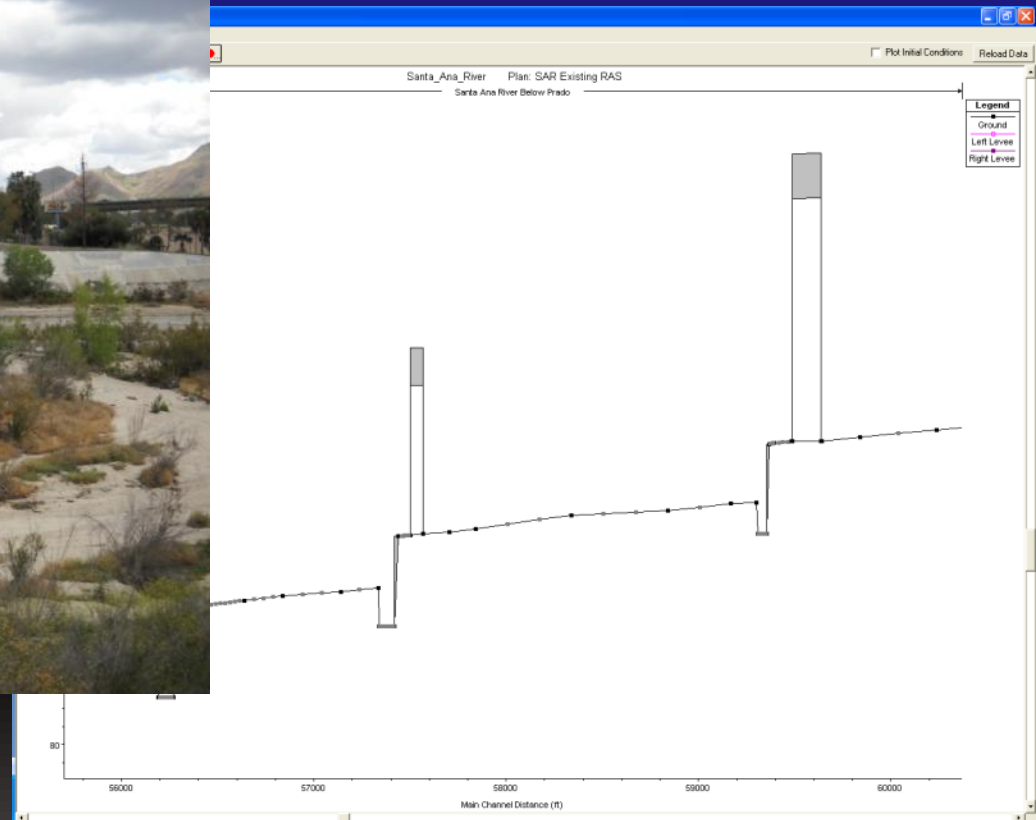 Plot Initial Conditions
Reload Data
Santa_Ana_River Plan: SAR Existing RAS
Santa Ana River Below Prado
Legend
Ground
Left Levee
Right Levee
80
56000 57000 58000 59000 60000
Main Channel Distance (ft)